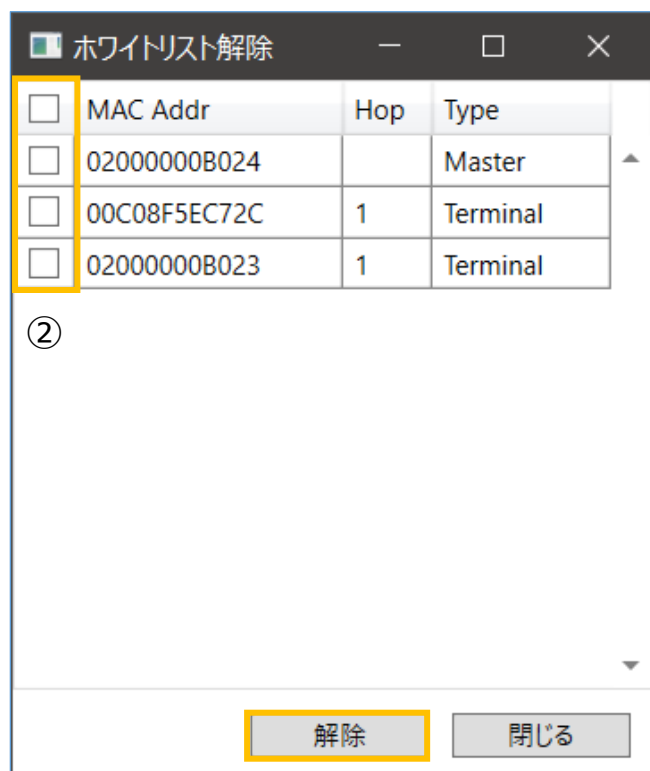 ホワイトリスト解除
MAC Addr Hop Type
02000000B024 Master
00C08F5EC72C 1 Terminal
02000000B023 1 Terminal
②
解除 閉じる